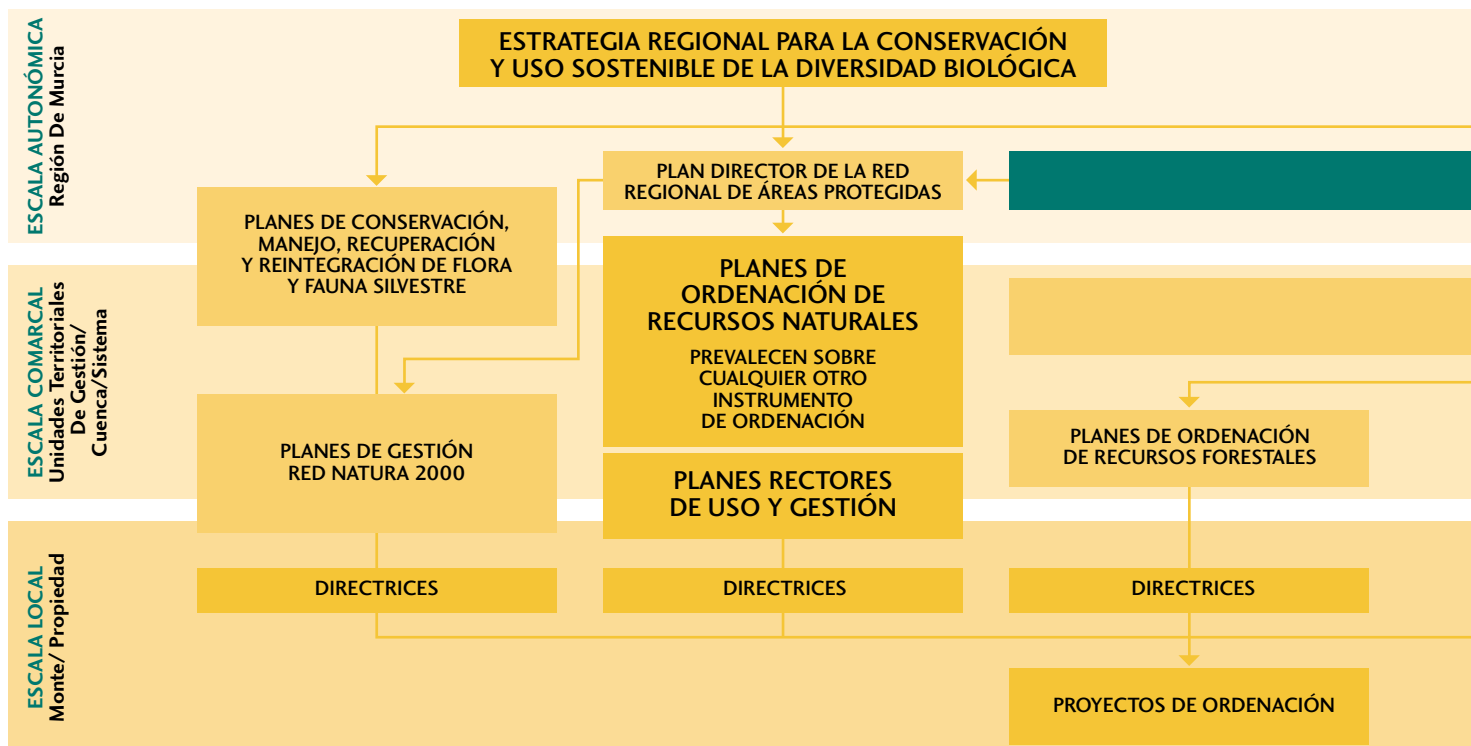 ESCALA AUTONÓMICA
Región De Murcia
ESTRATEGIA REGIONAL PARA LA CONSERVACIÓN
Y USO SOSTENIBLE DE LA DIVERSIDAD BIOLÓGICA
PLAN DIRECTOR DE LA RED
REGIONAL DE ÁREAS PROTEGIDAS
PLANES DE CONSERVACIÓN,
MANEJO, RECUPERACIÓN
Y REINTEGRACIÓN DE FLORA
Y FAUNA SILVESTRE
ESCALA COMARCAL
Unidades Territoriales
De Gestión/
Cuenca/Sistema
PLANES DE
ORDENACIÓN DE
RECURSOS NATURALES
PREVALECEN SOBRE
CUALQUIER OTRO
INSTRUMENTO
DE ORDENACIÓN
PLANES DE GESTIÓN
RED NATURA 2000
PLANES RECTORES
DE USO Y GESTIÓN
PLANES DE ORDENACIÓN
DE RECURSOS FORESTALES
ESCALA LOCAL
Monte/ Propiedad
DIRECTRICES
DIRECTRICES
DIRECTRICES
PROYECTOS DE ORDENACIÓN